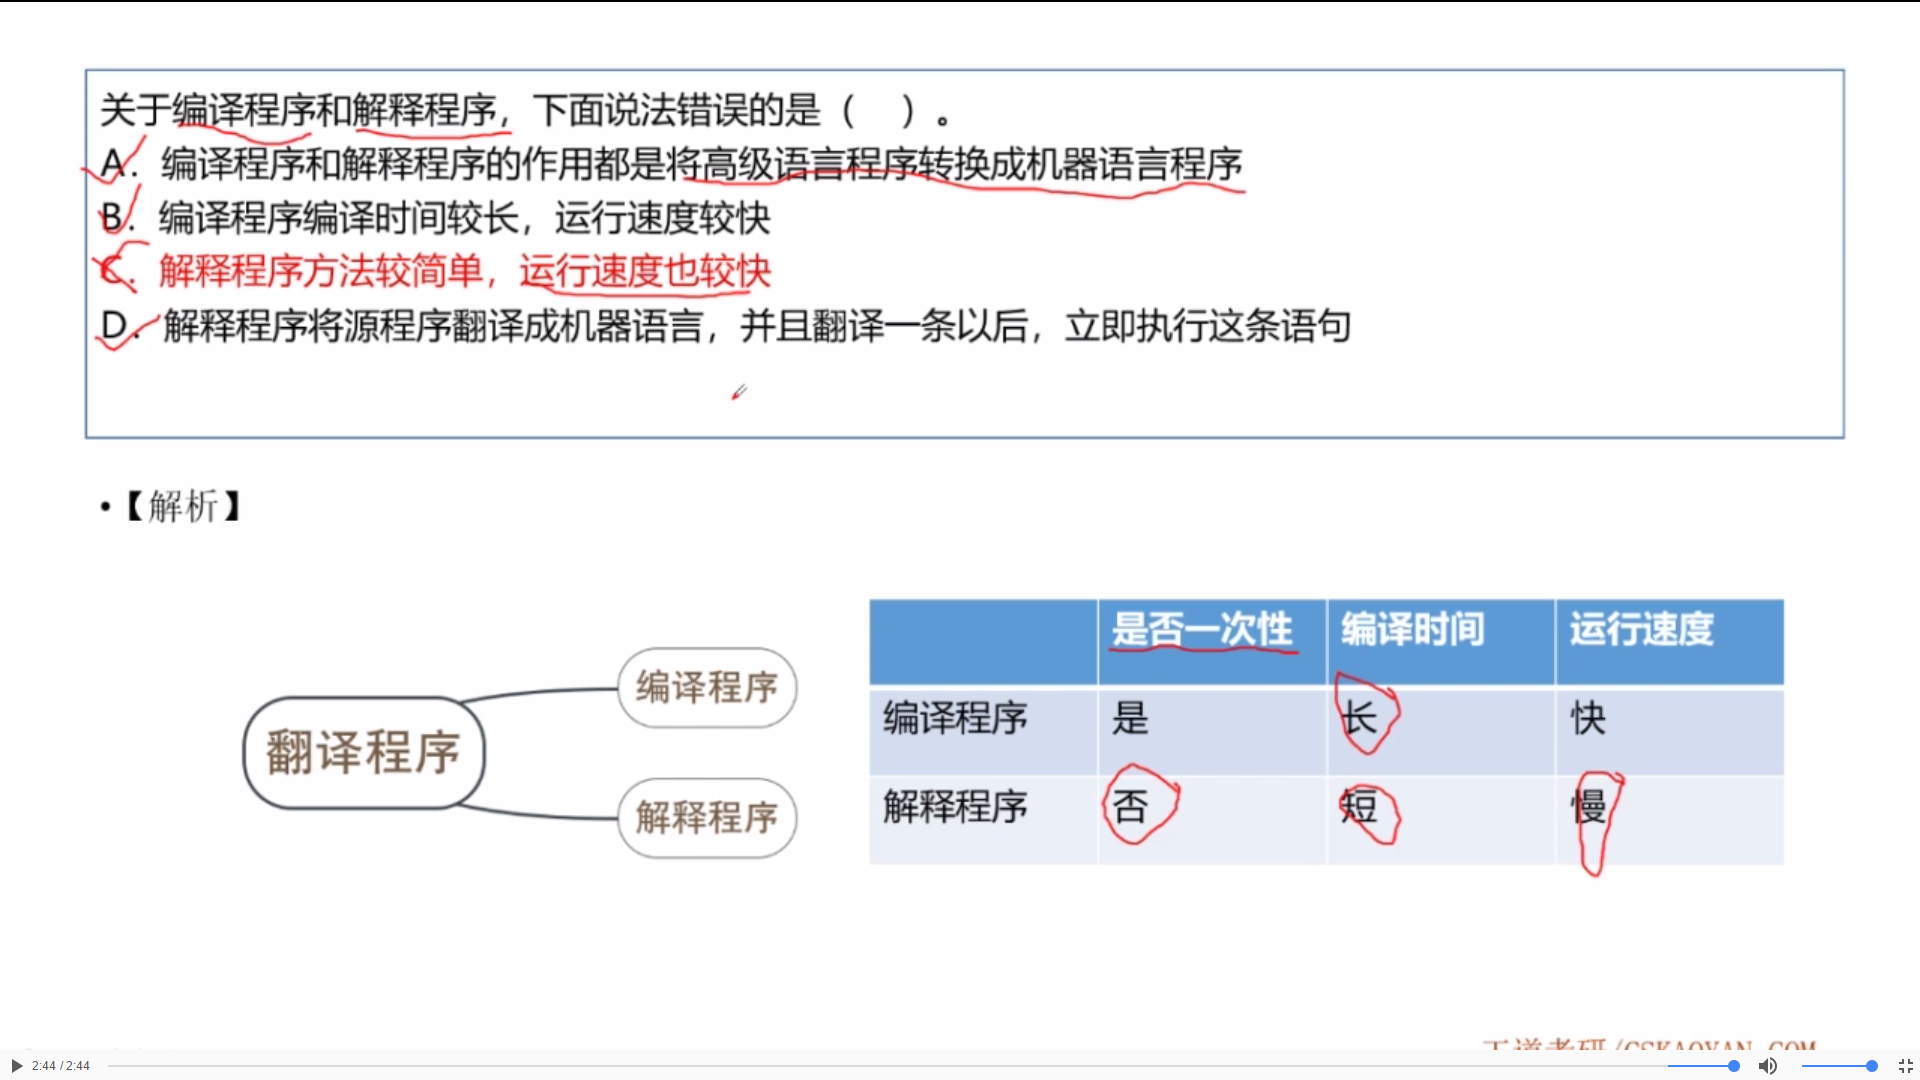 关于编译程序和解释程序，下面说法错误的是（ ）。
A. 编译程序和解释程序的作用都是将高级语言程序转换成机器语言程序
B. 编译程序编译时间较长，运行速度较快
C. 解释程序方法较简单，运行速度也较快
D. 解释程序将源程序翻译成机器语言，并且翻译一条以后，立即执行这条语句
•【解析】
翻译程序
编译程序
解释程序
是否一次性 编译时间 运行速度
编译程序 是 长 快
解释程序 否 短 慢
王道考研/CSKAOYAN.COM
2:44 / 2:44